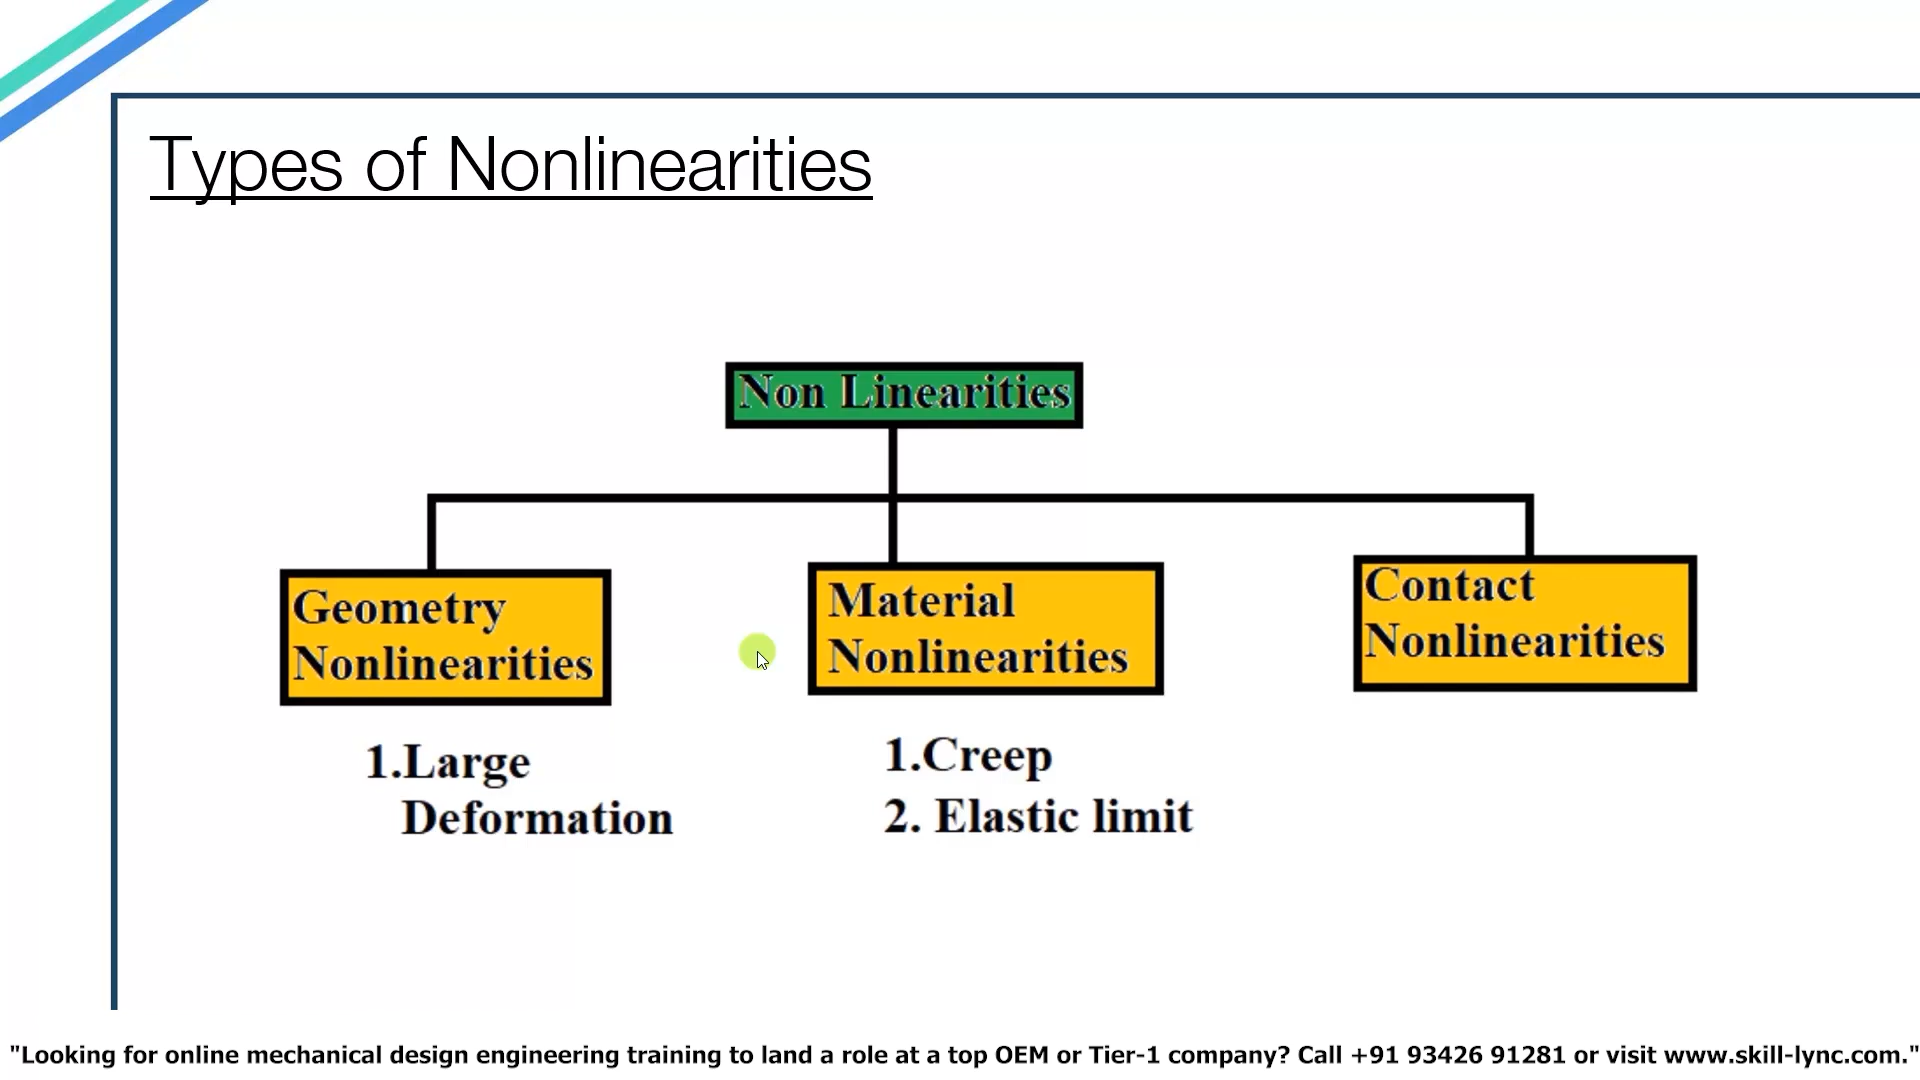 Types of Nonlinearities
Non Linearities
Geometry
Nonlinearities
1.Large
Deformation
Material
Nonlinearities
1.Creep
2. Elastic limit
Contact
Nonlinearities
"Looking for online mechanical design engineering training to land a role at a top OEM or Tier-1 company? Call +91 93426 91281 or visit www.skill-lync.com."